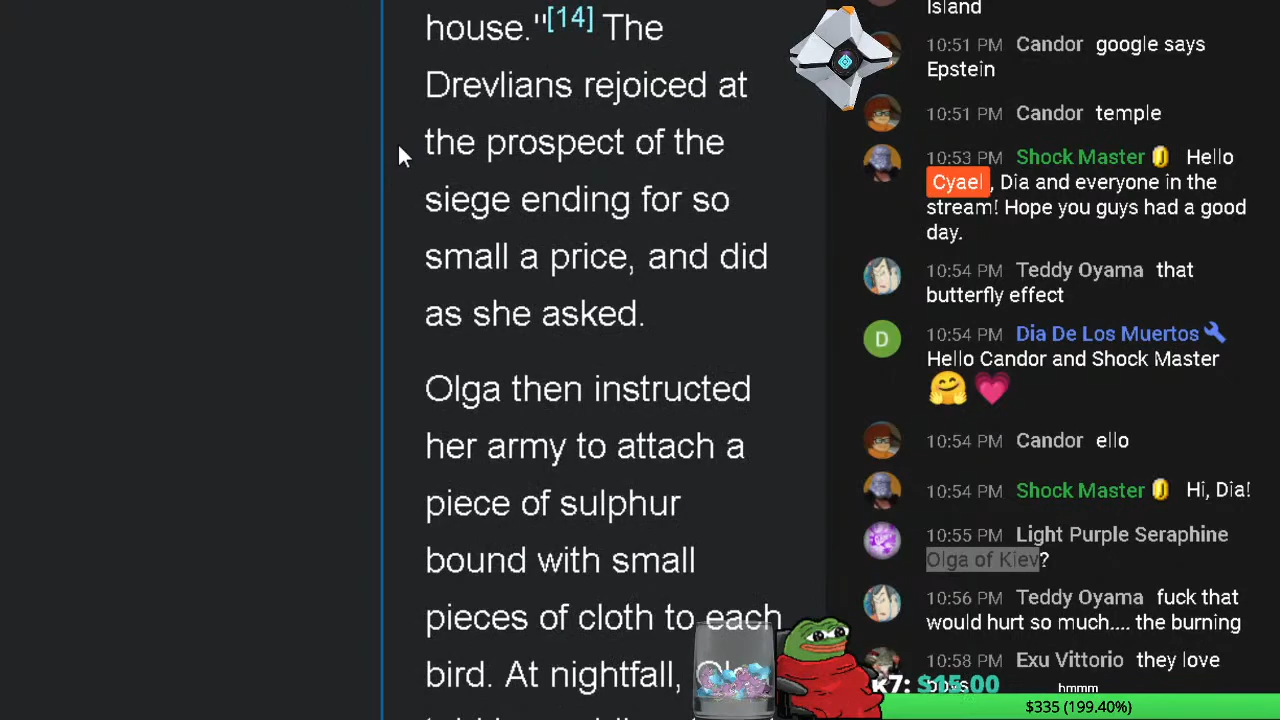 house."[14] The
Drevlians rejoiced at
the prospect of the
siege ending for so
small a price, and did
as she asked.
Olga then instructed
her army to attach a
piece of sulphur
bound with small
pieces of cloth to each
bird. At nightfall,
Island
10:51 PM Candor google says
Epstein
10:51 PM Candor temple
10:53 PM Shock Master Hello
Cyael, Dia and everyone in the
stream! Hope you guys had a good
day.
10:54 PM Teddy Oyama that
butterfly effect
D
10:54 PM Dia De Los Muertos
Hello Candor and Shock Master
10:54 PM Candor ello
10:54 PM Shock Master Hi, Dia!
10:55 PM Light Purple Seraphine
Olga of Kiev?
10:56 PM Teddy Oyama fuck that
would hurt so much.... the burning
10:58 PM Exu Vittorio they love
boys
k7: $15.00
hmmm
$335 (199.40%)